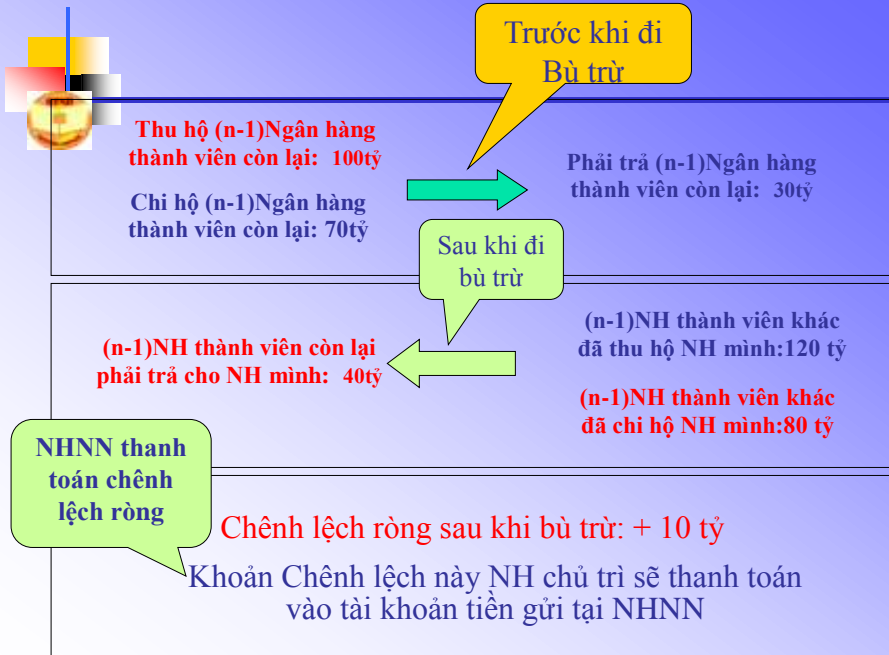 Trước khi đi
Bù trừ
Thu hộ (n-1)Ngân hàng
thành viên còn lại: 100tỷ
Chi hộ (n-1)Ngân hàng
thành viên còn lại: 70tỷ
Phải trả (n-1)Ngân hàng
thành viên còn lại: 30tỷ
Sau khi đi
bù trừ
(n-1)NH thành viên còn lại
phải trả cho NH mình: 40tỷ
(n-1)NH thành viên khác
đã thu hộ NH mình:120 tỷ
(n-1)NH thành viên khác
đã chi hộ NH mình:80 tỷ
NHNN thanh
toán chênh
lệch ròng
Chênh lệch ròng sau khi bù trừ: + 10 tỷ
Khoản Chênh lệch này NH chủ trì sẽ thanh toán
vào tài khoản tiền gửi tại NHNN